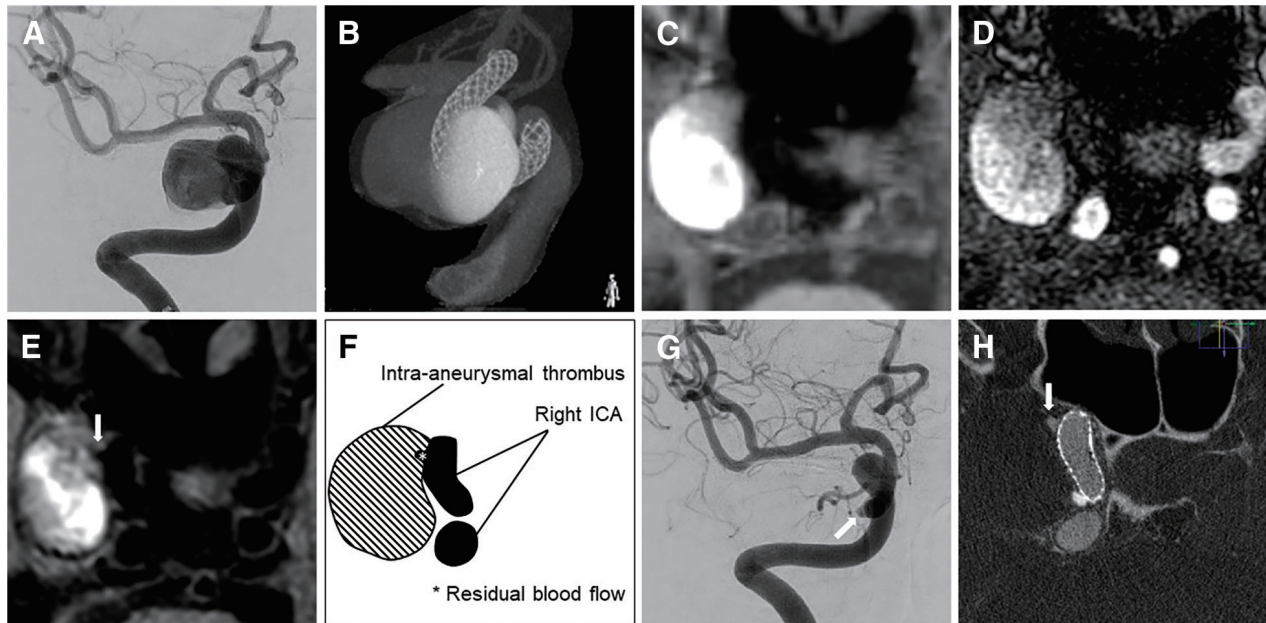 A
B
C
D
E
F
Intra-aneurysmal thrombus
Right ICA
*
* Residual blood flow
G
H